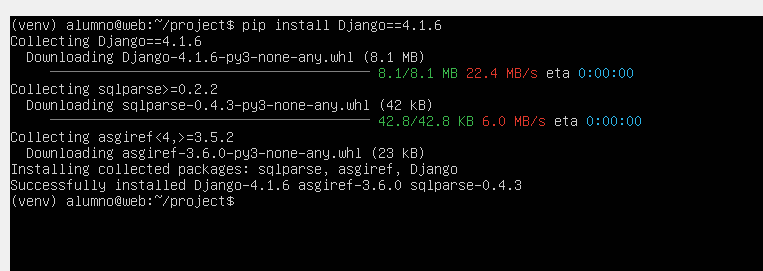 (venv) alumno@web:~/project$ pip install Django==4.1.6
Collecting Django==4.1.6
  Downloading Django-4.1.6-py3-none-any.whl (8.1 MB)
8.1/8.1 MB 22.4 MB/s eta 0:00:00
Collecting sqlparse>=0.2.2
  Downloading sqlparse-0.4.3-py3-none-any.whl (42 kB)
42.8/42.8 KB 6.0 MB/s eta 0:00:00
Collecting asgiref<4,>=3.5.2
  Downloading asgiref-3.6.0-py3-none-any.whl (23 kB)
Installing collected packages: sqlparse, asgiref, Django
Successfully installed Django-4.1.6 asgiref-3.6.0 sqlparse-0.4.3
(venv) alumno@web:~/project$